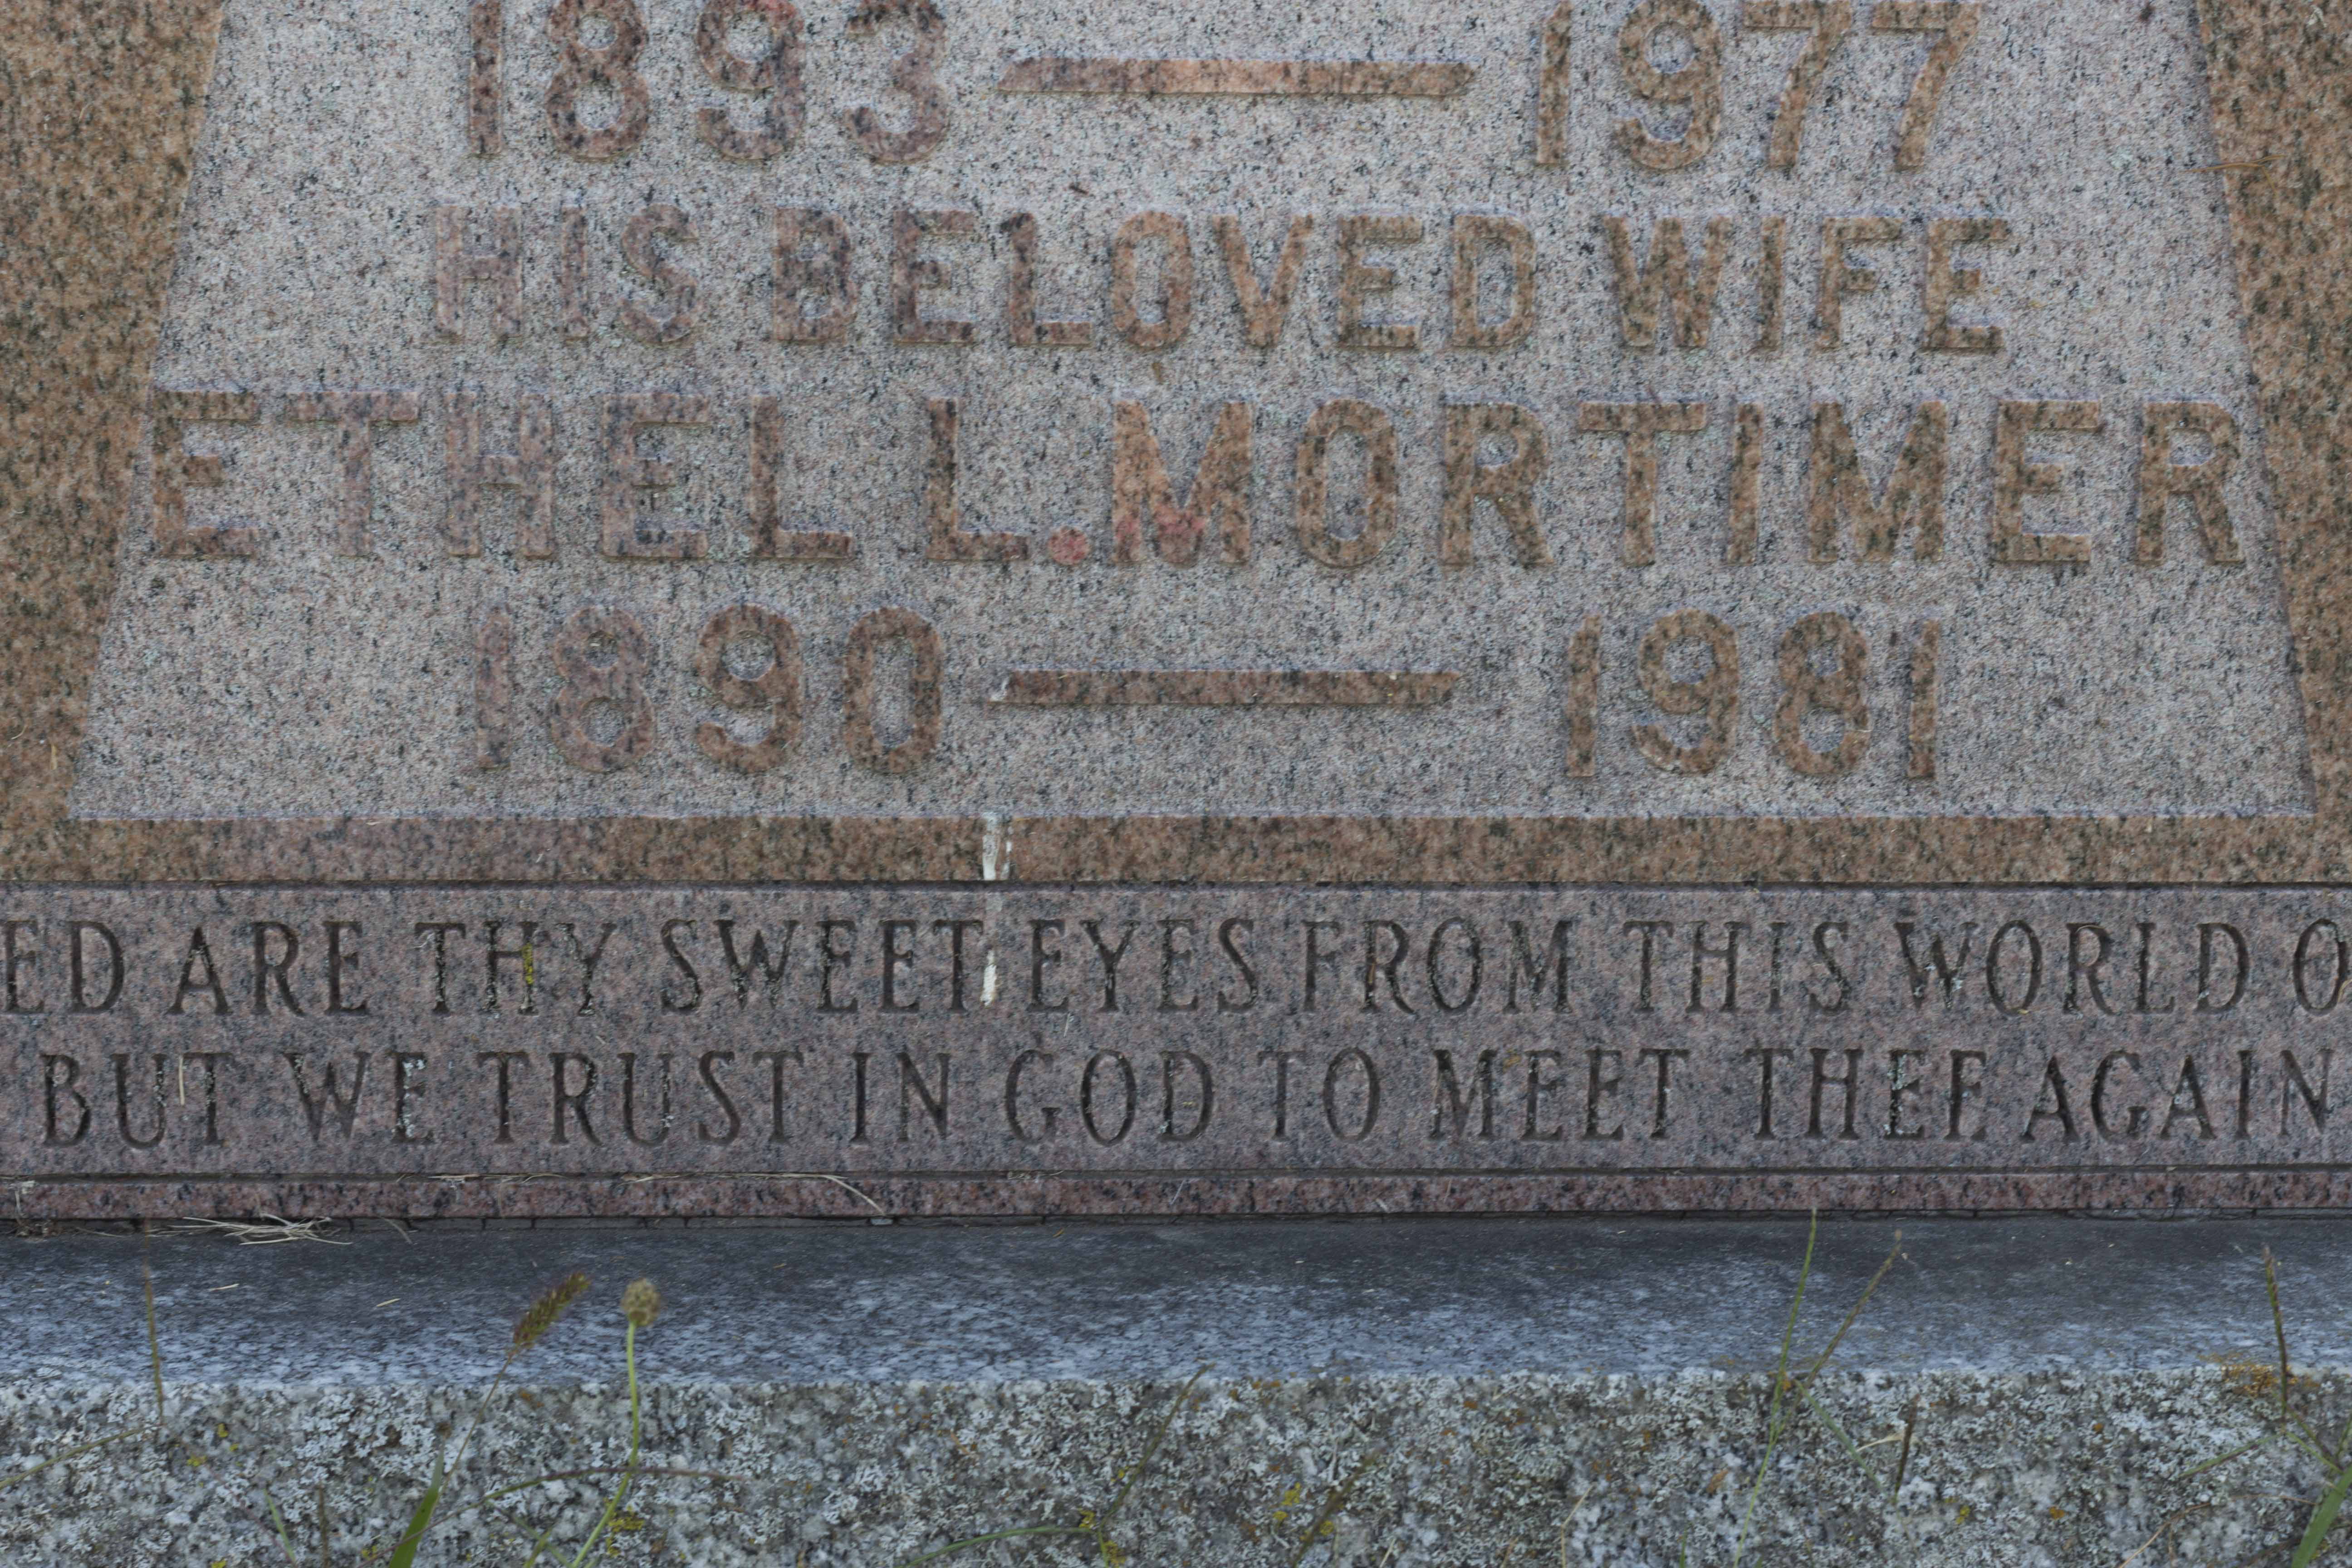 1893 — 1977
HIS BELOVED WIFE
ETHEL L. MORTIMER
1890 — 1981
ED ARE THY SWEET EYES FROM THIS WORLD O
BUT WE TRUST IN GOD TO MEET THEE AGAIN